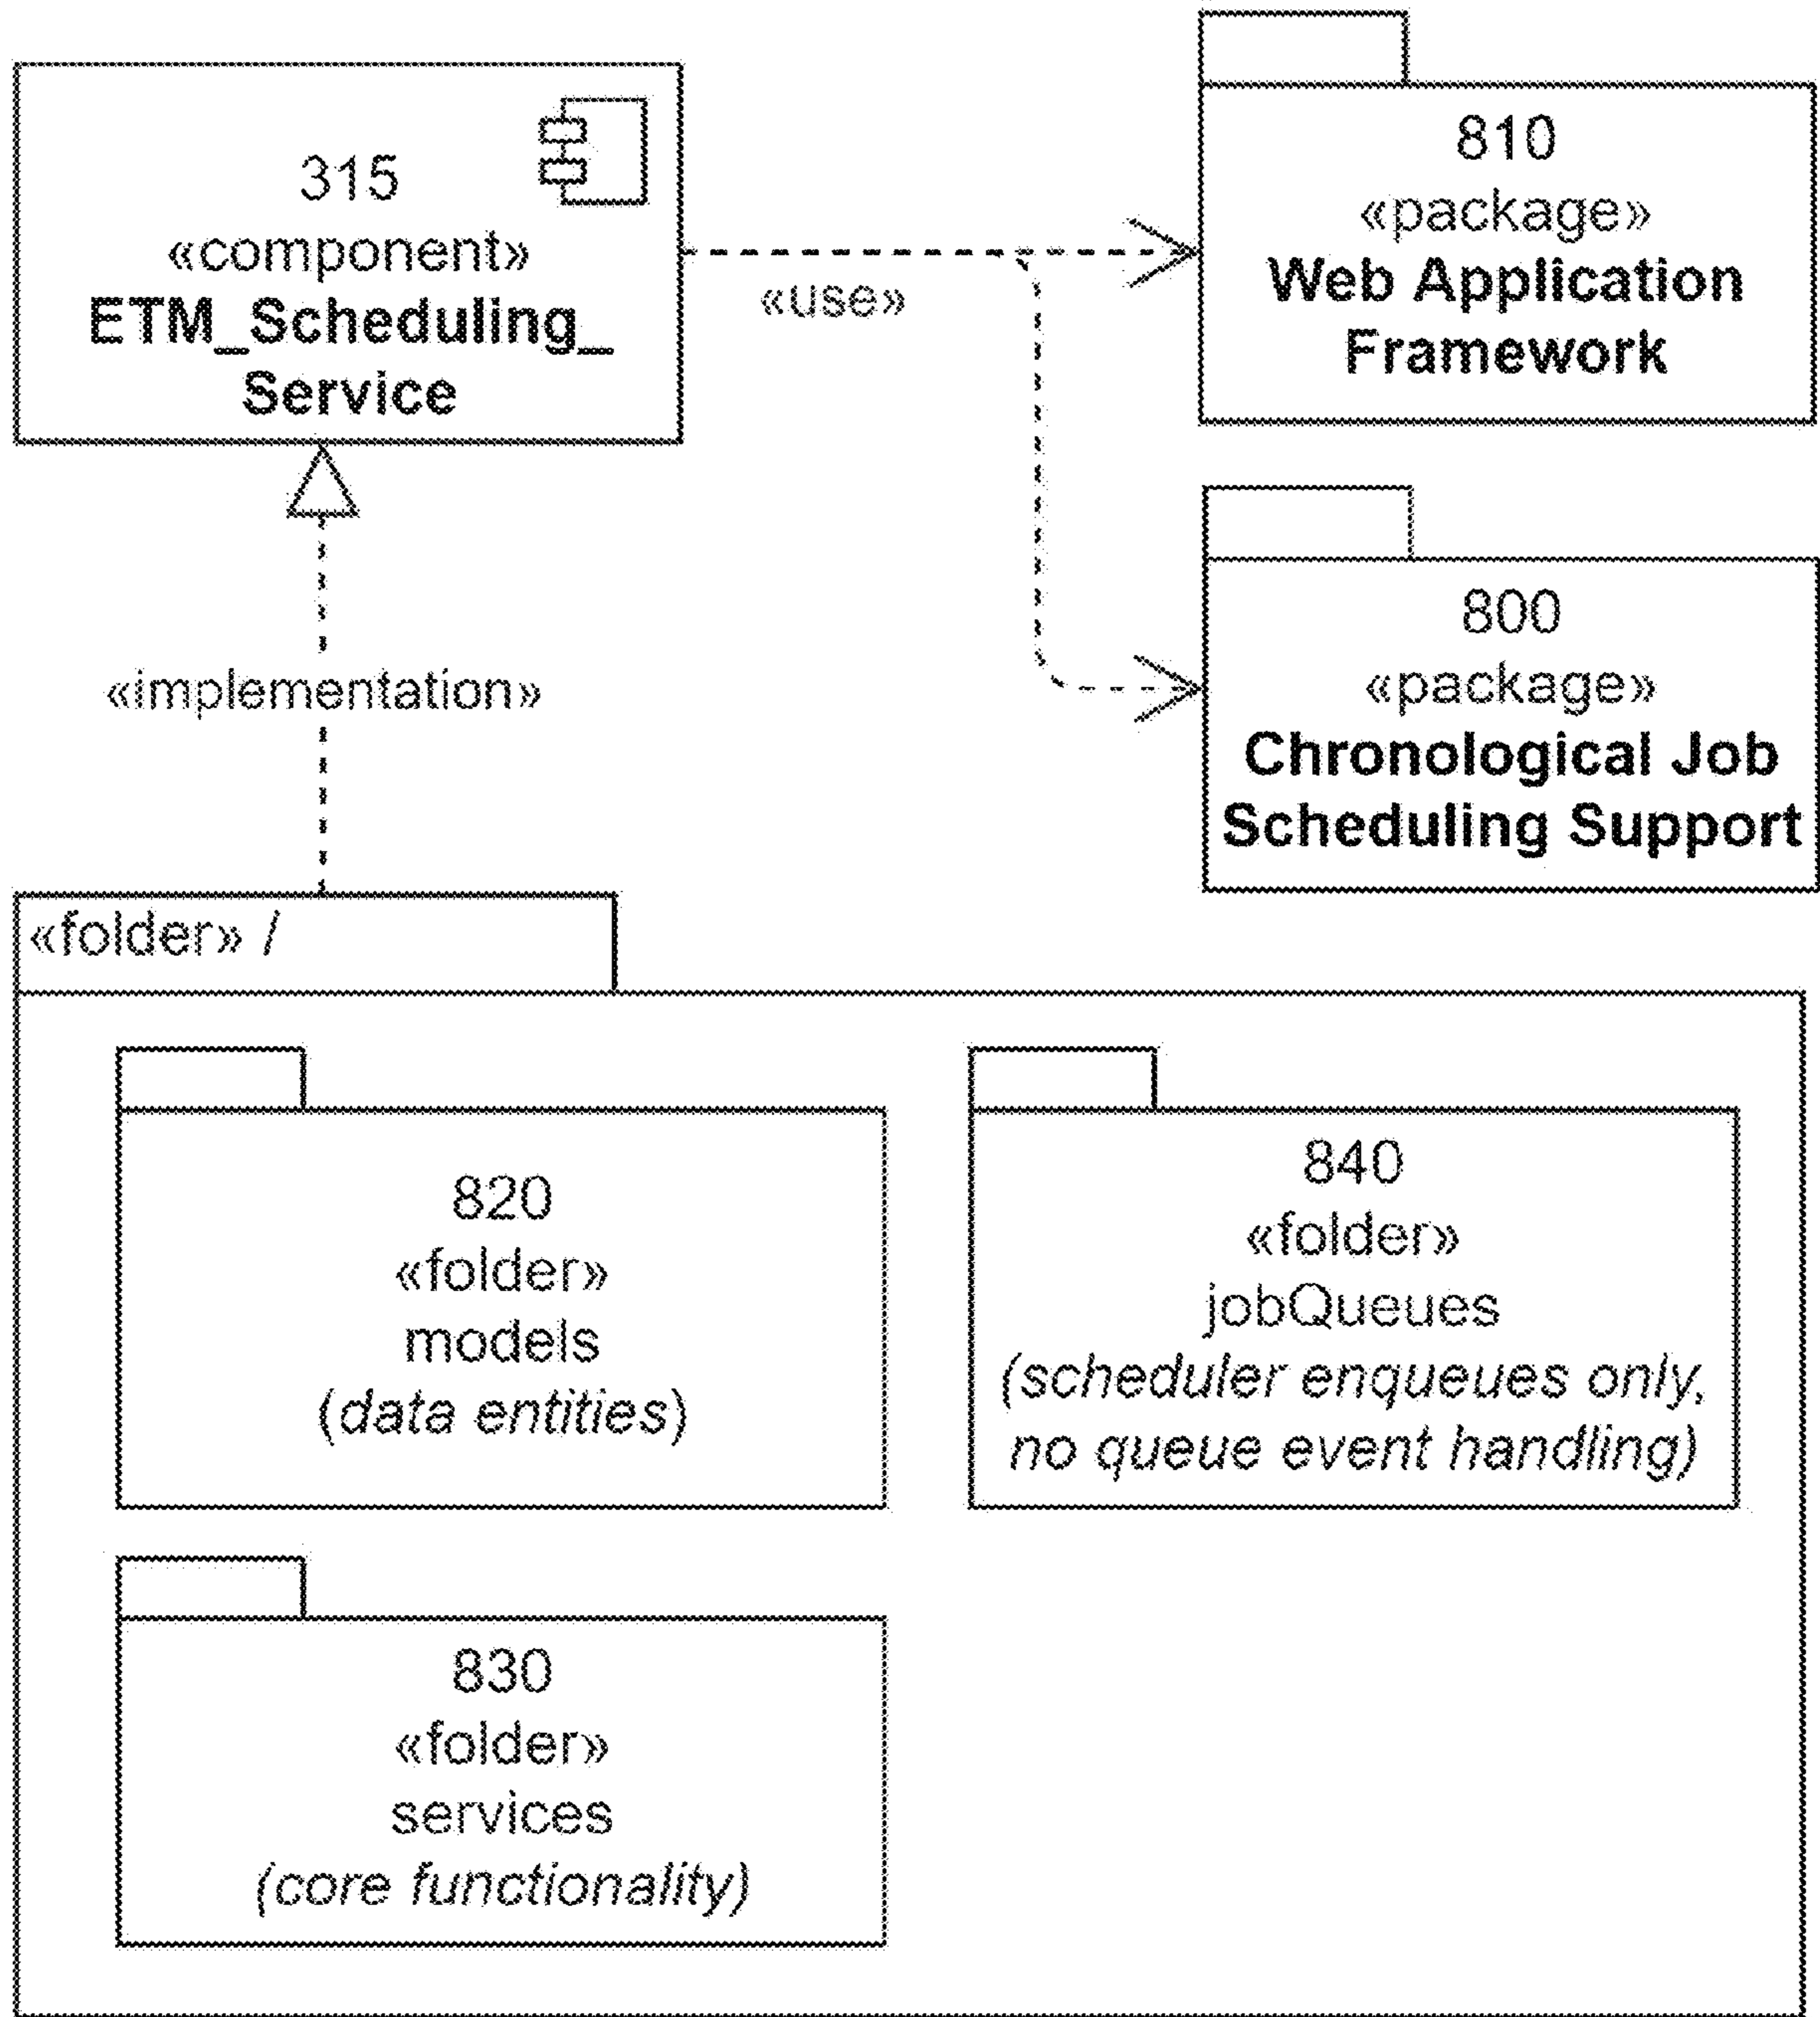 315
«component»
ETM_Scheduling_
Service
«use»
810
«package»
Web Application
Framework
800
«package»
Chronological Job
Scheduling Support
«implementation»
«folder» /
820
«folder»
models
(data entities)
840
«folder»
jobQueues
(scheduler enqueues only,
no queue event handling)
830
«folder»
services
(core functionality)